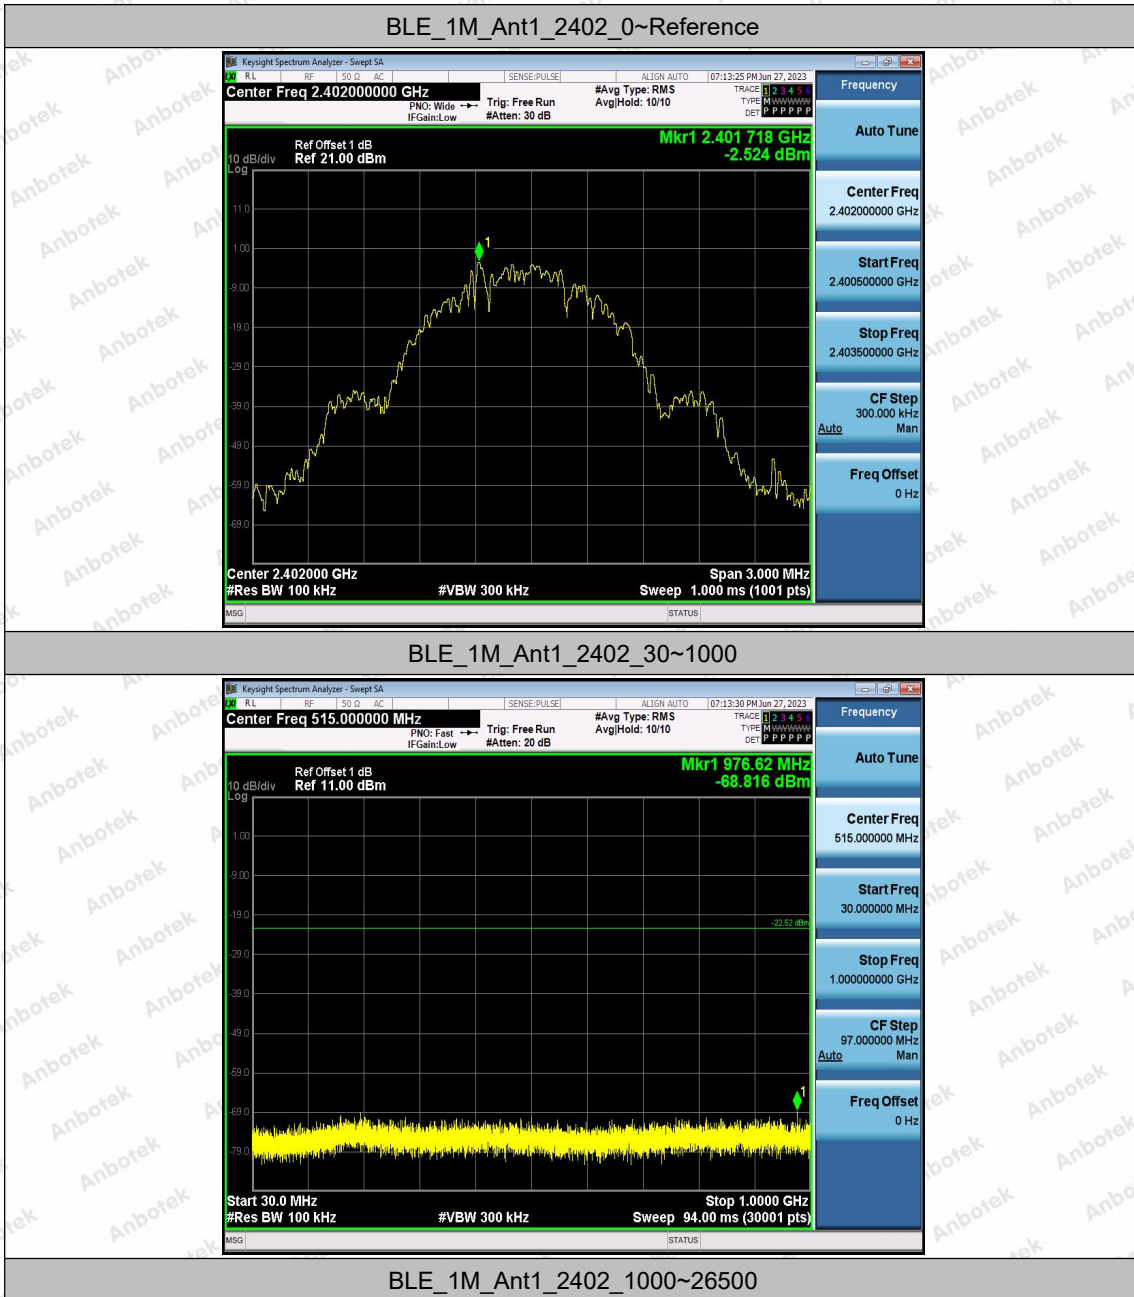 BLE_1M_Ant1_2402_0~Reference
Keysight Spectrum Analyzer - Swept SA
LXI RL RF 50 Ω AC SENSE:PULSE ALIGN AUTO 07:13:25 PM Jun 27, 2023
Center Freq 2.402000000 GHz
PNO: Wide
IFGain:Low
Trig: Free Run
#Atten: 30 dB
#Avg Type: RMS
Avg|Hold: 10/10
TRACE 1 2 3 4 5 6
TYPE M W W W W W
DET P P P P P P
Mkr1 2.401 718 GHz
-2.524 dBm
Ref Offset 1 dB
10 dB/div Ref 21.00 dBm
Log
11.0
1.00
1
-9.00
-19.0
-29.0
-39.0
-49.0
-59.0
-69.0
Center 2.402000 GHz Span 3.000 MHz
#Res BW 100 kHz #VBW 300 kHz Sweep 1.000 ms (1001 pts)
MSG STATUS
Frequency
Auto Tune
Center Freq
2.402000000 GHz
Start Freq
2.400500000 GHz
Stop Freq
2.403500000 GHz
CF Step
300.000 kHz
Auto Man
Freq Offset
0 Hz
BLE_1M_Ant1_2402_30~1000
Keysight Spectrum Analyzer - Swept SA
LXI RL RF 50 Ω AC SENSE:PULSE ALIGN AUTO 07:13:30 PM Jun 27, 2023
Center Freq 515.000000 MHz
PNO: Fast
IFGain:Low
Trig: Free Run
#Atten: 20 dB
#Avg Type: RMS
Avg|Hold: 10/10
TRACE 1 2 3 4 5 6
TYPE M W W W W W
DET P P P P P P
Mkr1 976.62 MHz
-68.816 dBm
Ref Offset 1 dB
10 dB/div Ref 11.00 dBm
Log
1.00
-9.00
-19.0
-22.52 dBm
-29.0
-39.0
-49.0
-59.0
1
-69.0
-79.0
Start 30.0 MHz Stop 1.0000 GHz
#Res BW 100 kHz #VBW 300 kHz Sweep 94.00 ms (30001 pts)
MSG STATUS
Frequency
Auto Tune
Center Freq
515.000000 MHz
Start Freq
30.000000 MHz
Stop Freq
1.000000000 GHz
CF Step
97.000000 MHz
Auto Man
Freq Offset
0 Hz
BLE_1M_Ant1_2402_1000~26500